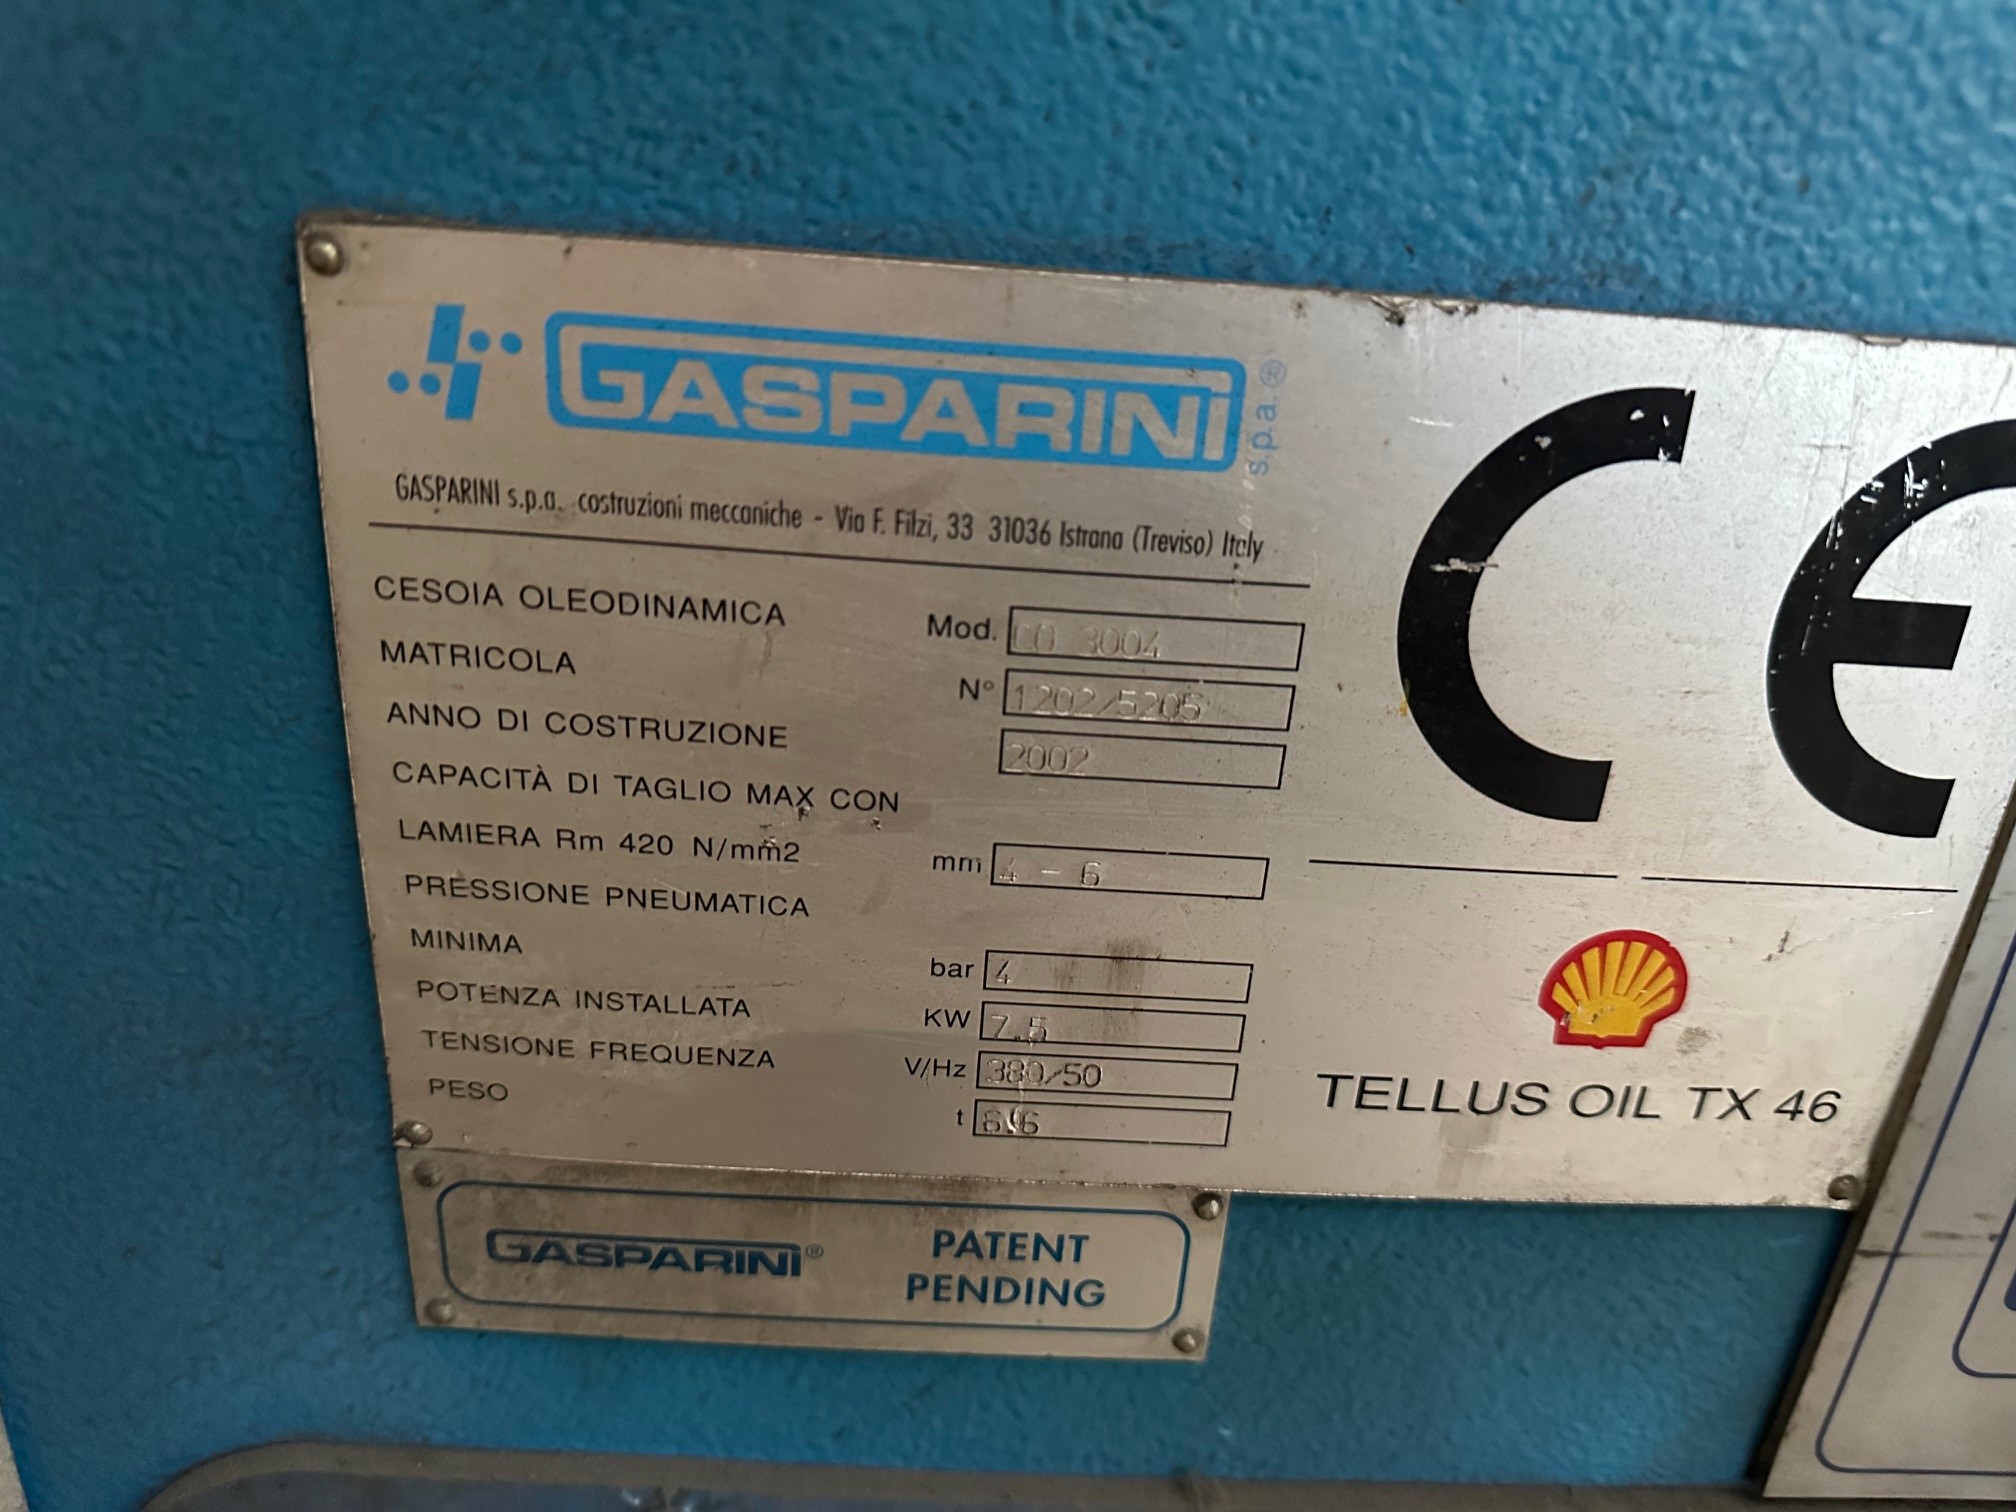 GASPARINI s.p.a.®
GASPARINI s.p.a. costruzioni meccaniche - Via F. Filzi, 33 31036 Istrana (Treviso) Italy
CESOIA OLEODINAMICA Mod. CO 3004
MATRICOLA N° 1202/5205
ANNO DI COSTRUZIONE 2002
CAPACITÀ DI TAGLIO MAX CON
LAMIERA Rm 420 N/mm2 mm 4 - 6
PRESSIONE PNEUMATICA
MINIMA bar 4
POTENZA INSTALLATA KW 7.5
TENSIONE FREQUENZA V/Hz 380/50
PESO t
CE
TELLUS OIL TX 46
GASPARINI®
PATENT
PENDING